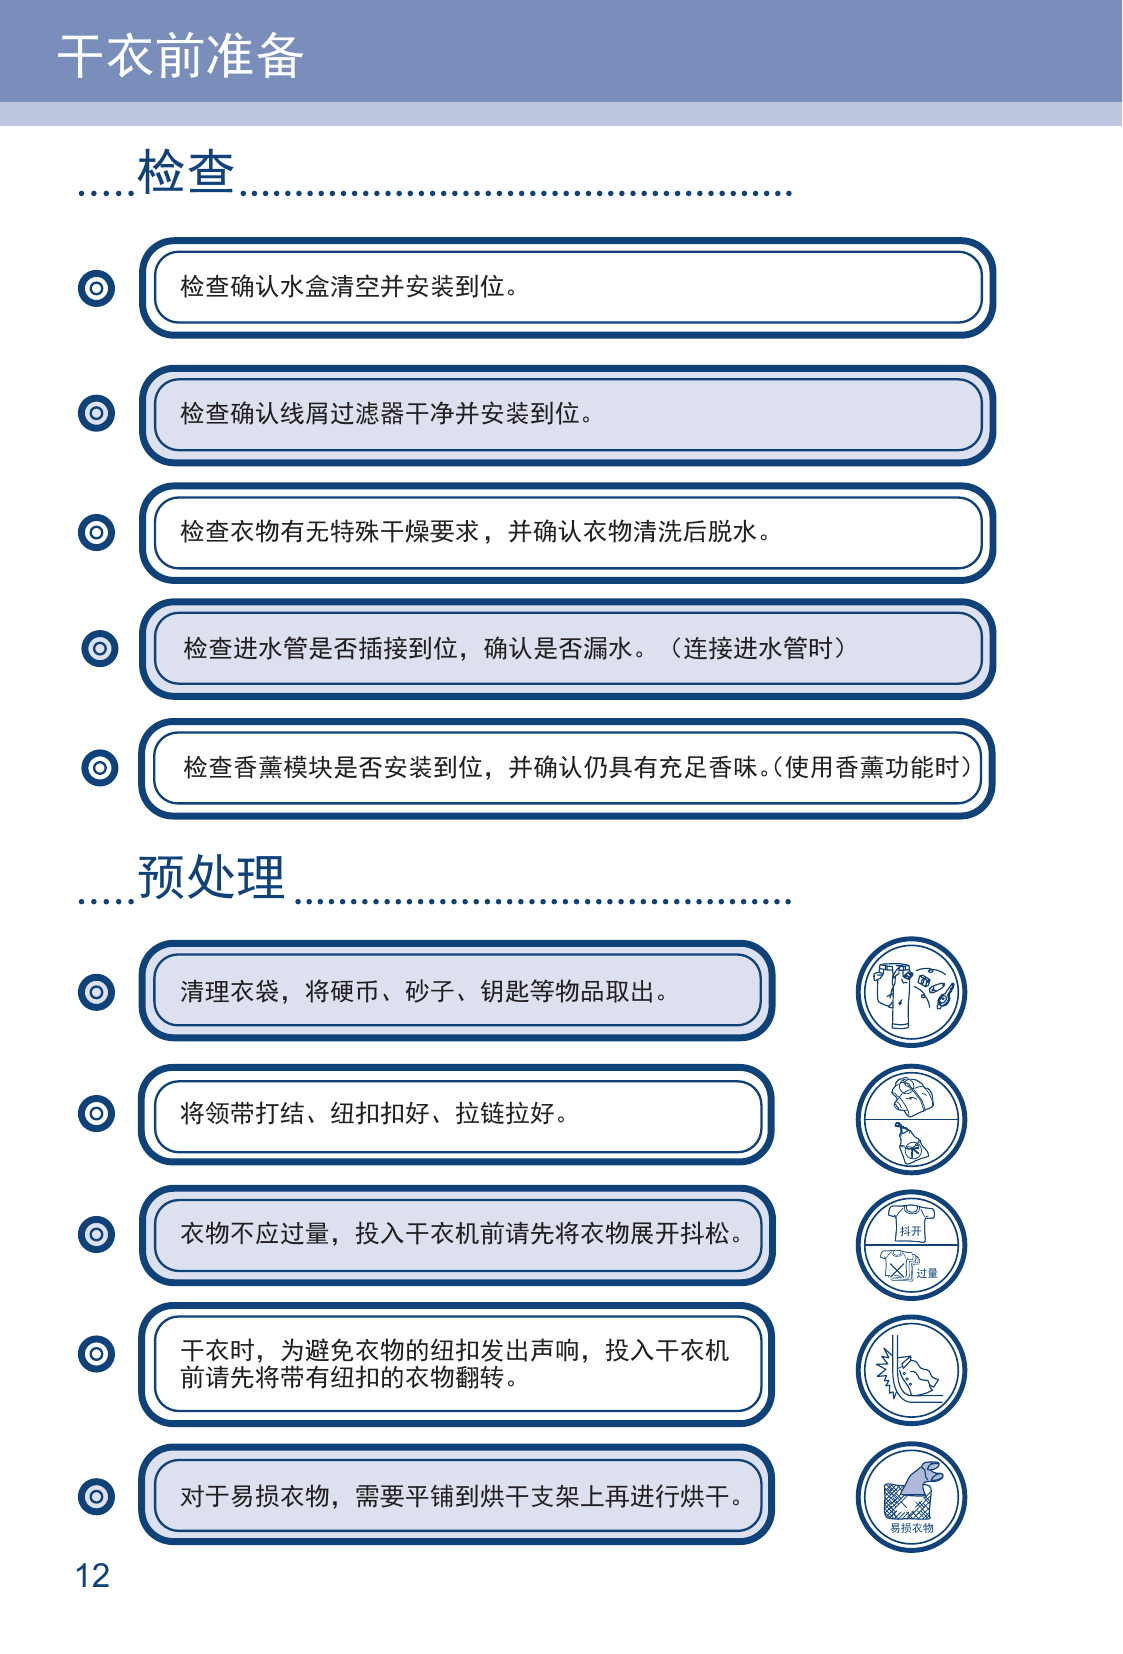 干衣前准备
检查
检查确认水盒清空并安装到位。
检查确认线屑过滤器干净并安装到位。
检查衣物有无特殊干燥要求，并确认衣物清洗后脱水。
检查进水管是否插接到位，确认是否漏水。（连接进水管时）
检查香薰模块是否安装到位，并确认仍具有充足香味。（使用香薰功能时）
预处理
清理衣袋，将硬币、砂子、钥匙等物品取出。
将领带打结、纽扣扣好、拉链拉好。
衣物不应过量，投入干衣机前请先将衣物展开抖松。
抖开
过量
干衣时，为避免衣物的纽扣发出声响，投入干衣机
前请先将带有纽扣的衣物翻转。
对于易损衣物，需要平铺到烘干支架上再进行烘干。
易损衣物
12